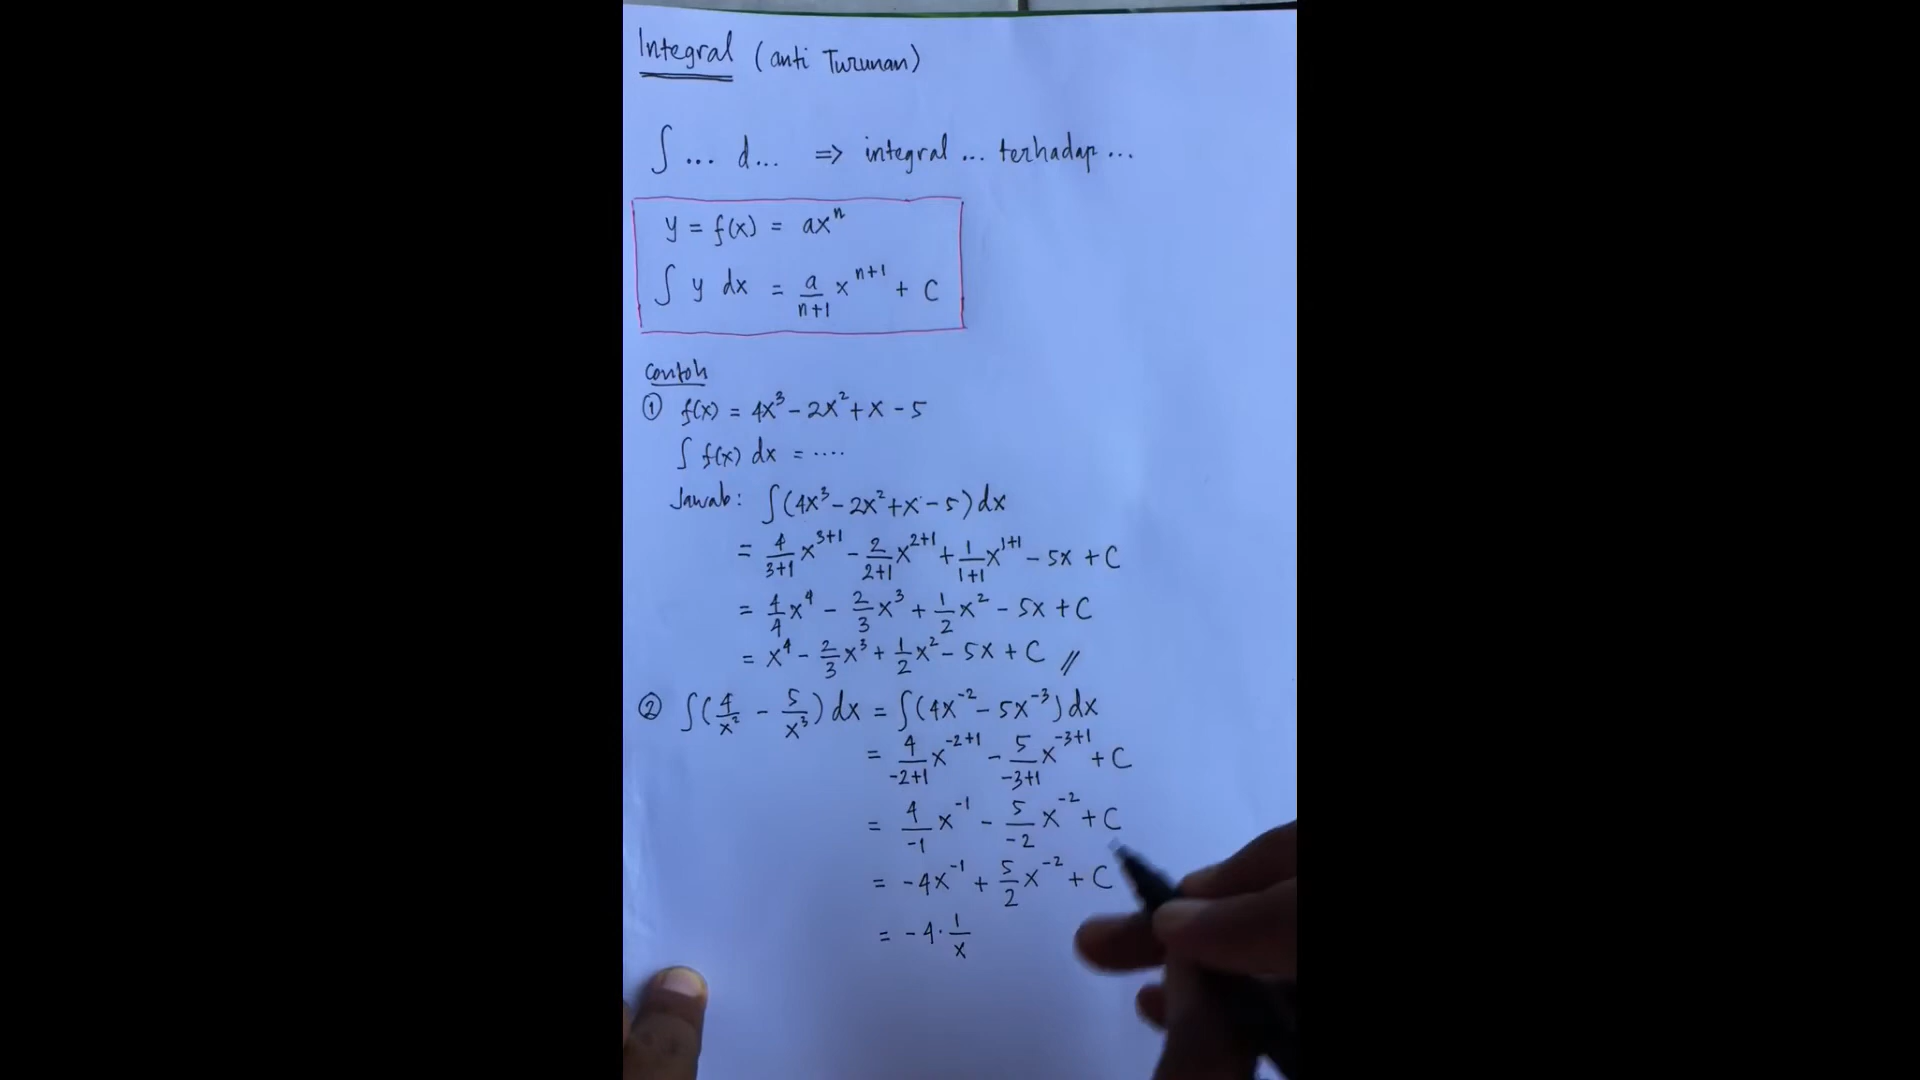 Integral (anti Turunan)
∫ ... d... ⇒ integral ... terhadap ...
y = f(x) = axⁿ
∫ y dx = a/(n+1) xⁿ⁺¹ + C
Contoh
① f(x) = 4x³ - 2x² + x - 5
∫ f(x) dx = ....
Jawab: ∫(4x³ - 2x² + x - 5) dx
= 4/(3+1) x³⁺¹ - 2/(2+1) x²⁺¹ + 1/(1+1) x¹⁺¹ - 5x + C
= 4/4 x⁴ - 2/3 x³ + 1/2 x² - 5x + C
= x⁴ - 2/3 x³ + 1/2 x² - 5x + C //
② ∫(4/x² - 5/x³) dx = ∫(4x⁻² - 5x⁻³) dx
= 4/(-2+1) x⁻²⁺¹ - 5/(-3+1) x⁻³⁺¹ + C
= 4/-1 x⁻¹ - 5/-2 x⁻² + C
= -4x⁻¹ + 5/2 x⁻² + C
= -4 · 1/x